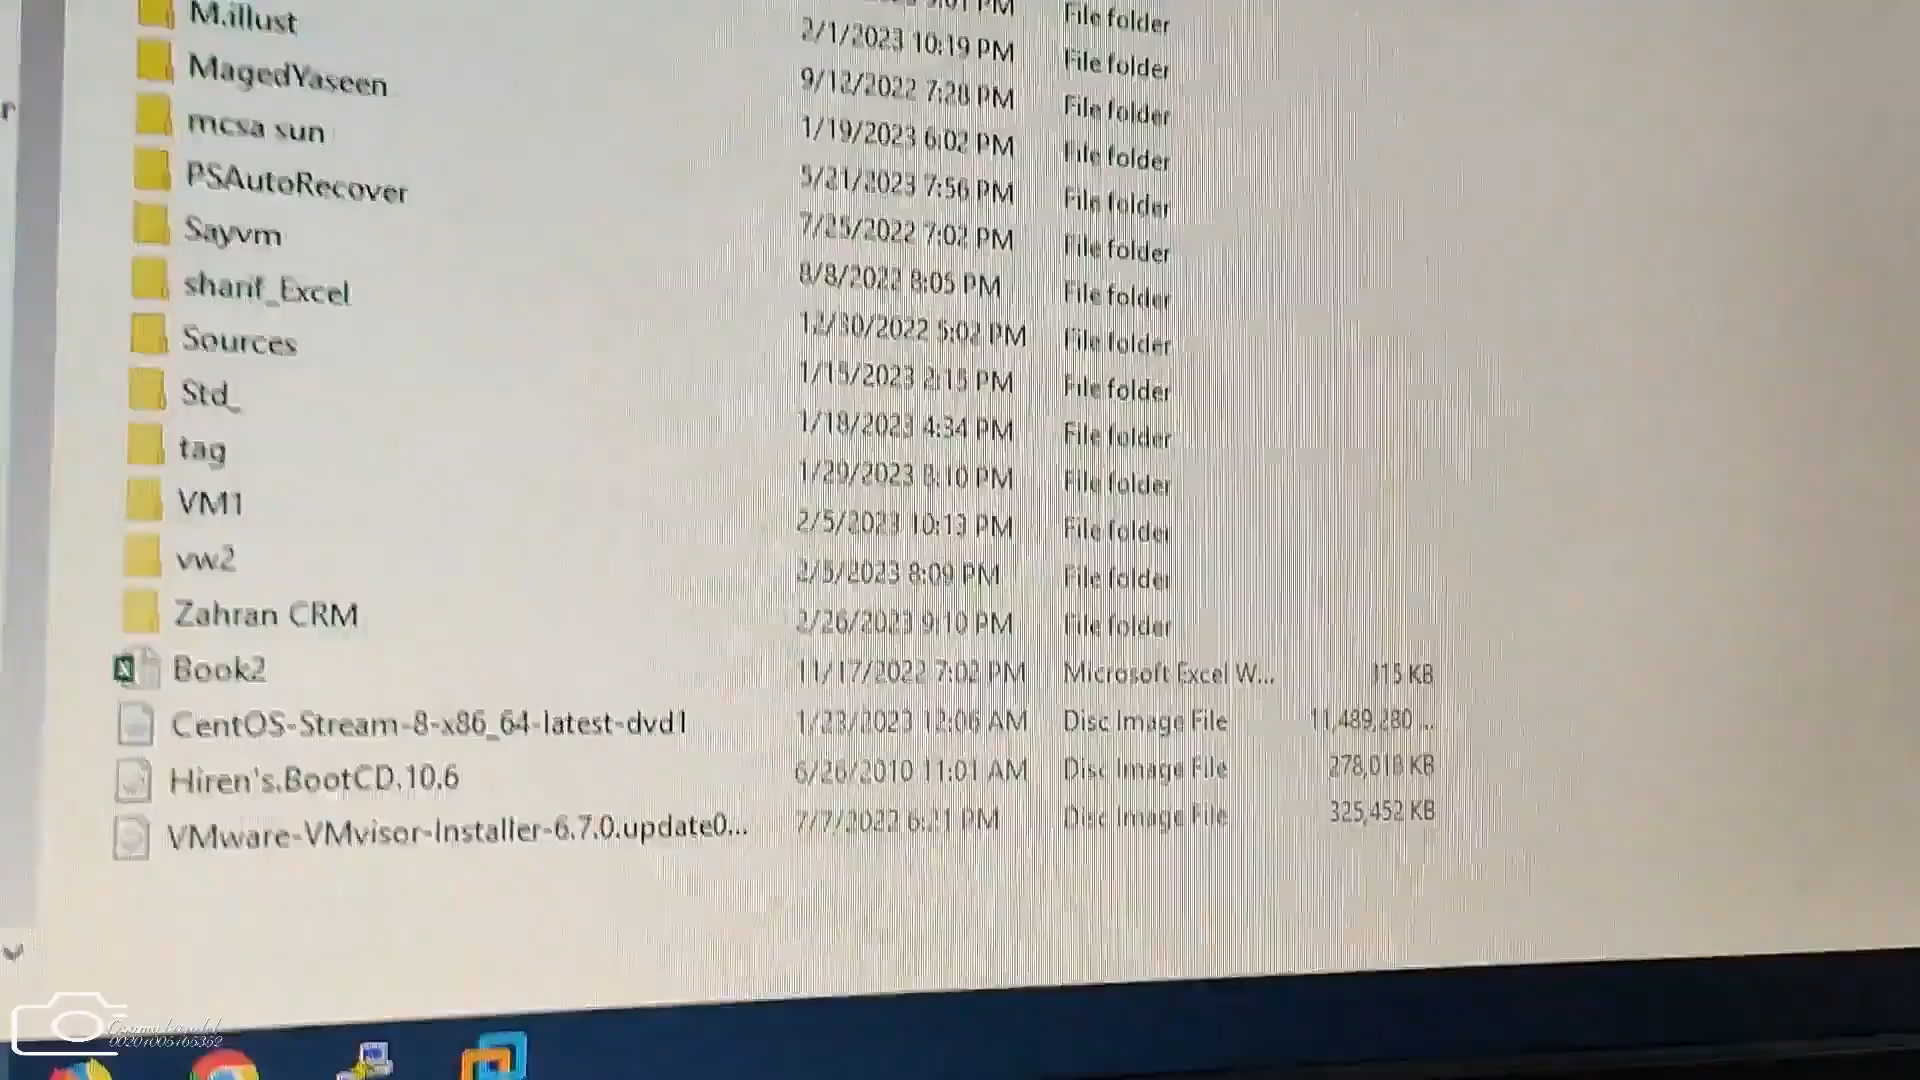 PM File folder
2/1/2023 10:19 PM File folder
M.illust 9/12/2022 7:28 PM File folder
MagedYaseen 1/19/2023 6:02 PM File folder
mcsa sun 5/21/2023 7:56 PM File folder
PSAutoRecover 7/25/2022 7:02 PM File folder
Sayvm 8/8/2022 8:05 PM File folder
sharif_Excel 12/30/2022 5:02 PM File folder
Sources 1/15/2023 2:15 PM File folder
Std_ 1/18/2023 4:34 PM File folder
tag 1/29/2023 8:10 PM File folder
VM1 2/5/2023 10:13 PM File folder
vw2 2/5/2023 8:09 PM File folder
Zahran CRM 2/26/2023 9:10 PM File folder
Book2 11/17/2022 7:02 PM Microsoft Excel W... 115 KB
CentOS-Stream-8-x86_64-latest-dvd1 1/23/2023 12:06 AM Disc Image File 11,489,280 ...
Hiren's.BootCD.10.6 6/26/2010 11:01 AM Disc Image File 278,018 KB
VMware-VMvisor-Installer-6.7.0.update0... 7/7/2022 6:21 PM Disc Image File 325,452 KB
00201005165352